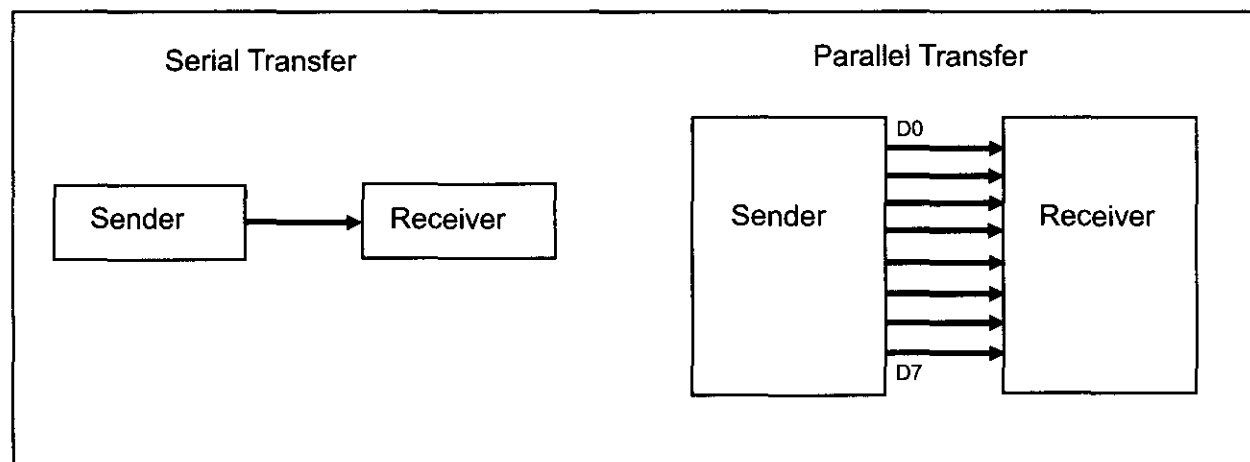 Serial Transfer
Sender
Receiver
Parallel Transfer
D0
Sender
Receiver
D7